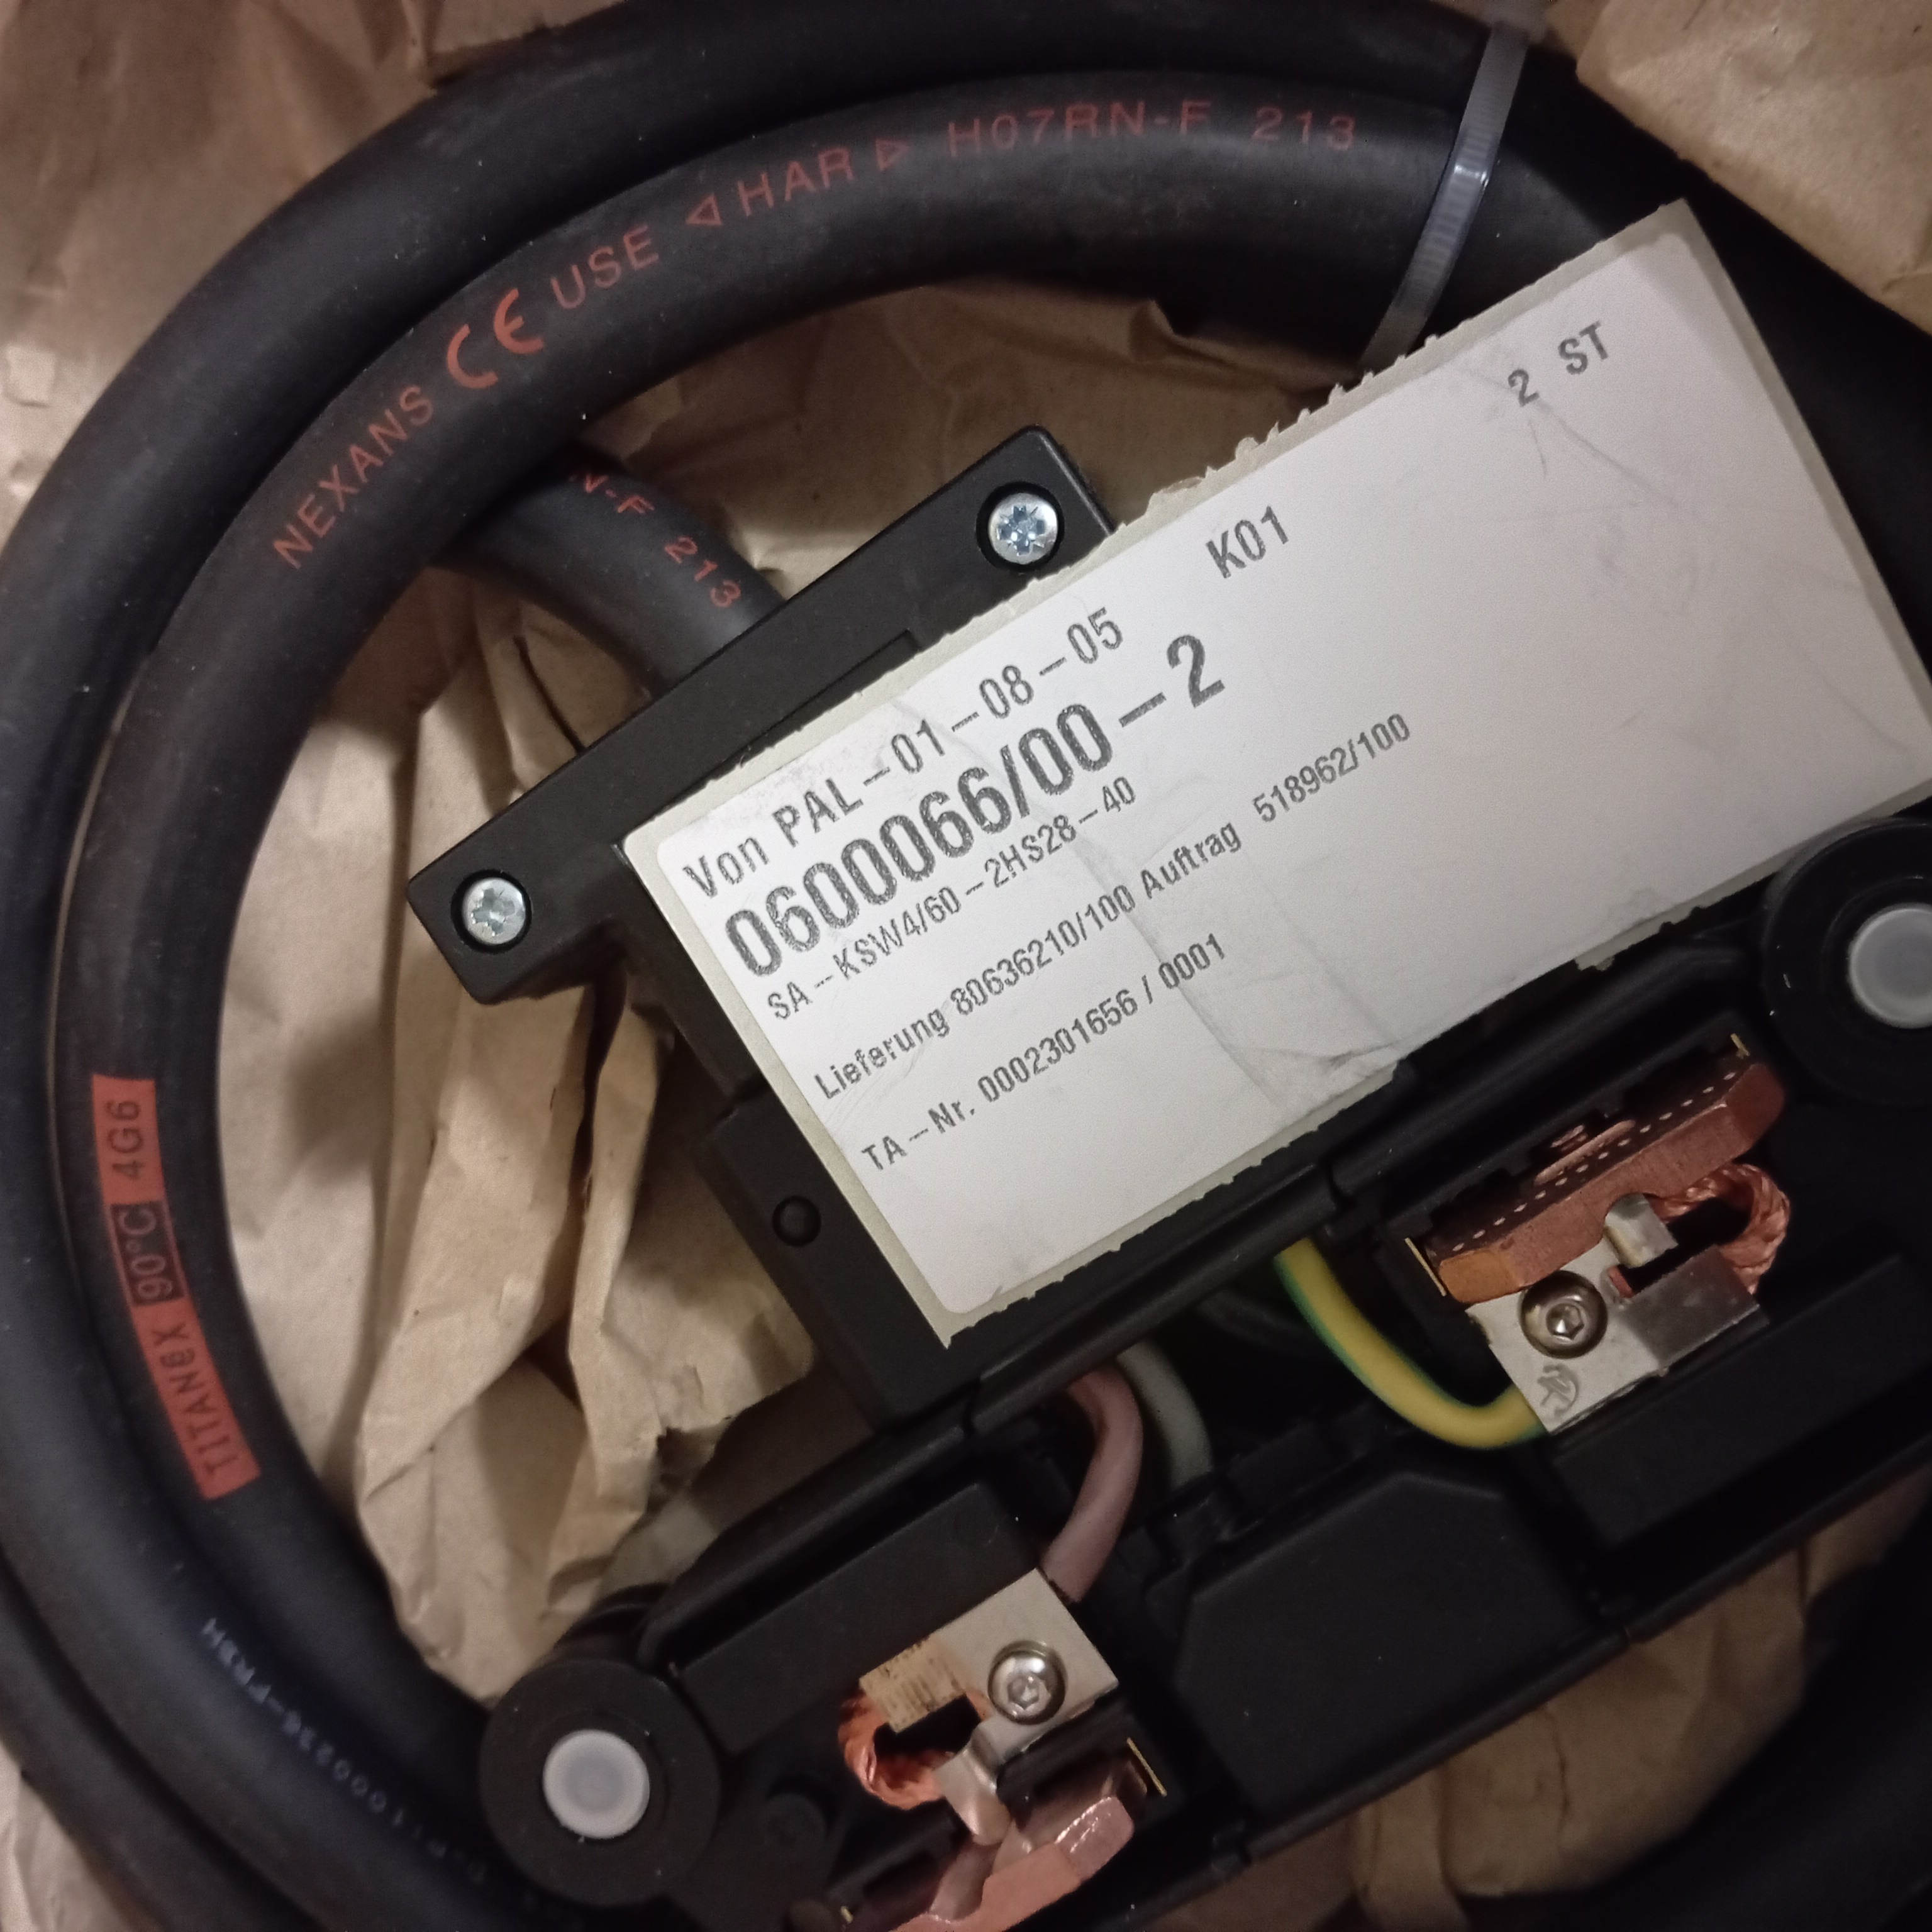 NEXANS CE USE ◁ HAR ▷ H07RN-F 213
N-F 213
2 ST
K01
Von PAL-01-08-05
0600066/00-2
SA-KSW4/60-2HS28-40
Lieferung 80636210/100 Auftrag 518962/100
TA-Nr. 0002301656 / 0001
TITANEX 90°C 4G6